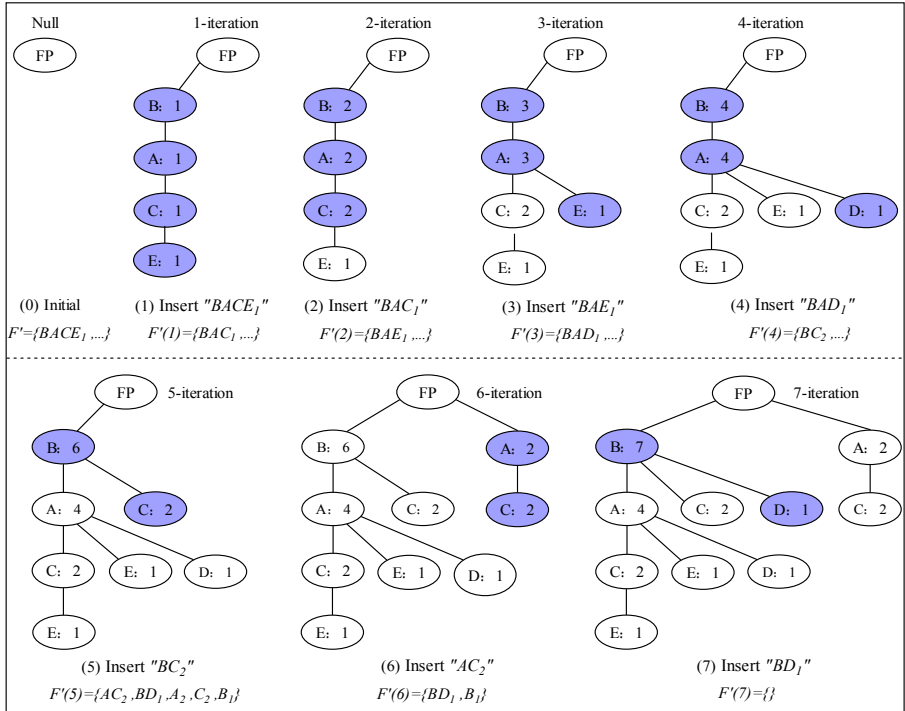 Null
1-iteration
2-iteration
3-iteration
4-iteration
FP
FP
FP
FP
FP
B: 1
B: 2
B: 3
B: 4
A: 1
A: 2
A: 3
A: 4
C: 1
C: 2
C: 2
E: 1
C: 2
E: 1
D: 1
E: 1
E: 1
E: 1
E: 1
(0) Initial
(1) Insert "BACE₁"
(2) Insert "BAC₁"
(3) Insert "BAE₁"
(4) Insert "BAD₁"
F'={BACE₁ ,...}
F'(1)={BAC₁ ,...}
F'(2)={BAE₁ ,...}
F'(3)={BAD₁ ,...}
F'(4)={BC₂ ,...}
FP
5-iteration
FP
6-iteration
FP
7-iteration
B: 6
B: 6
A: 2
B: 7
A: 2
A: 4
C: 2
A: 4
C: 2
C: 2
A: 4
C: 2
D: 1
C: 2
C: 2
E: 1
D: 1
C: 2
E: 1
D: 1
C: 2
E: 1
D: 1
E: 1
E: 1
E: 1
(5) Insert "BC₂"
(6) Insert "AC₂"
(7) Insert "BD₁"
F'(5)={AC₂ ,BD₁ ,A₂ ,C₂ ,B₁}
F'(6)={BD₁ ,B₁}
F'(7)={}